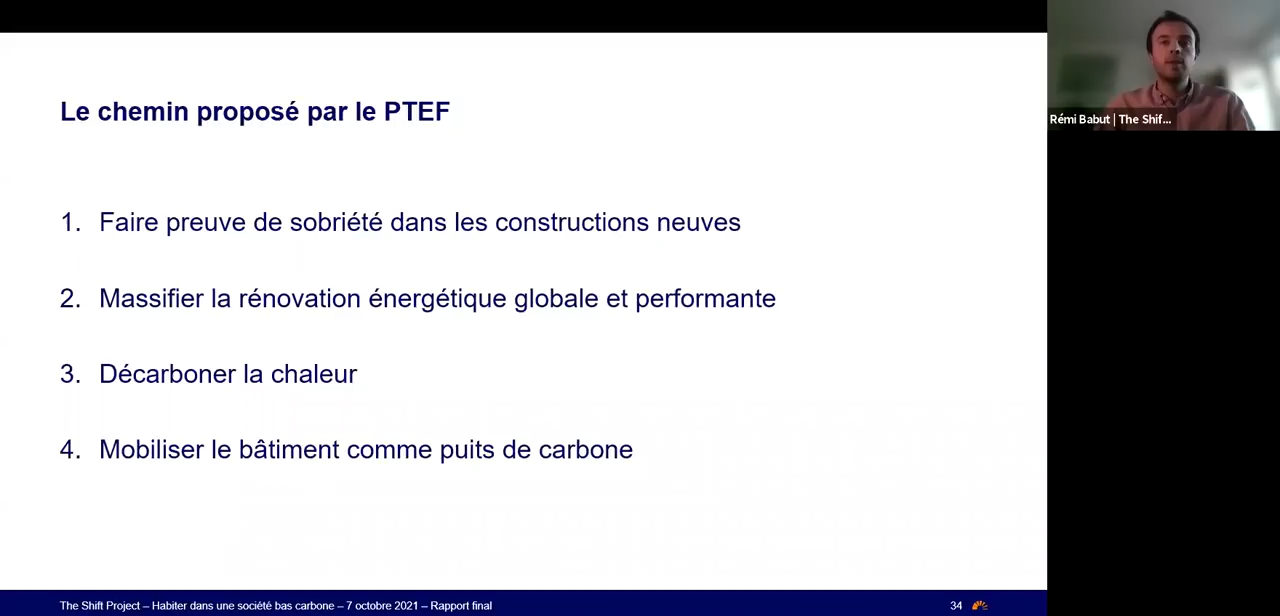 Le chemin proposé par le PTEF
1. Faire preuve de sobriété dans les constructions neuves
2. Massifier la rénovation énergétique globale et performante
3. Décarboner la chaleur
4. Mobiliser le bâtiment comme puits de carbone
The Shift Project – Habiter dans une société bas carbone – 7 octobre 2021 – Rapport final
34
Rémi Babut | The Shif...